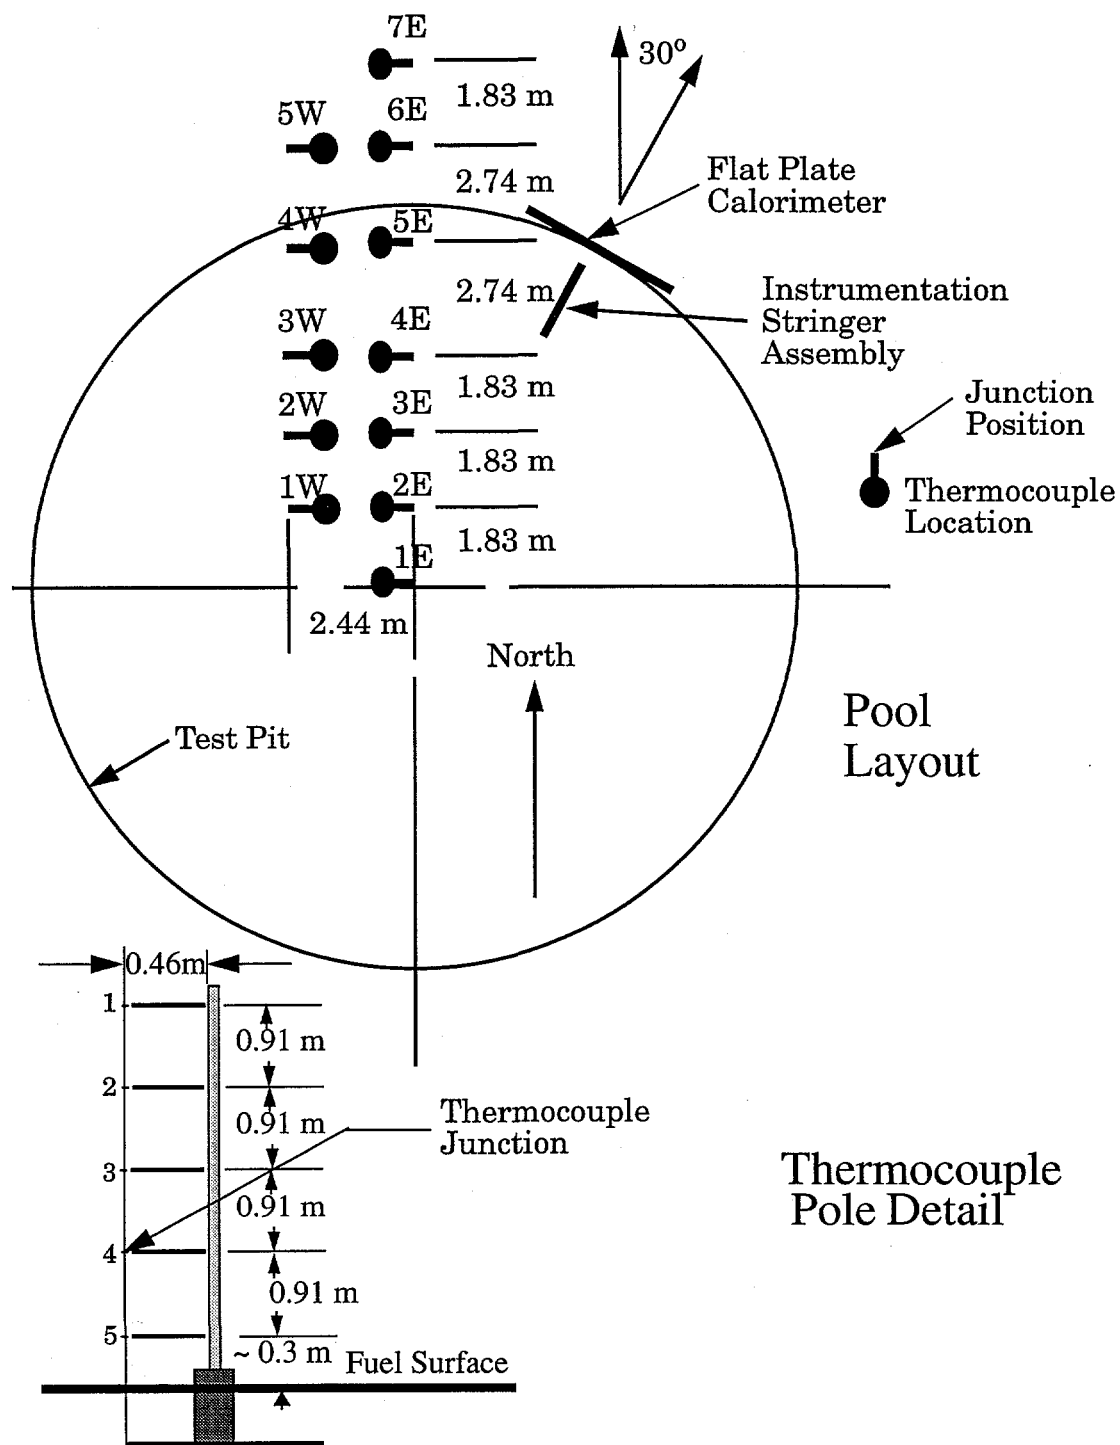 7E
30º
1.83 m
5W
6E
2.74 m
Flat Plate
Calorimeter
4W
5E
2.74 m
Instrumentation
Stringer
Assembly
3W
4E
1.83 m
2W
3E
Junction
Position
1.83 m
1W
2E
Thermocouple
Location
1.83 m
1E
2.44 m
North
Pool
Layout
Test Pit
0.46m
1
0.91 m
2
0.91 m
Thermocouple
Junction
3
0.91 m
Thermocouple
Pole Detail
4
0.91 m
5
~ 0.3 m
Fuel Surface